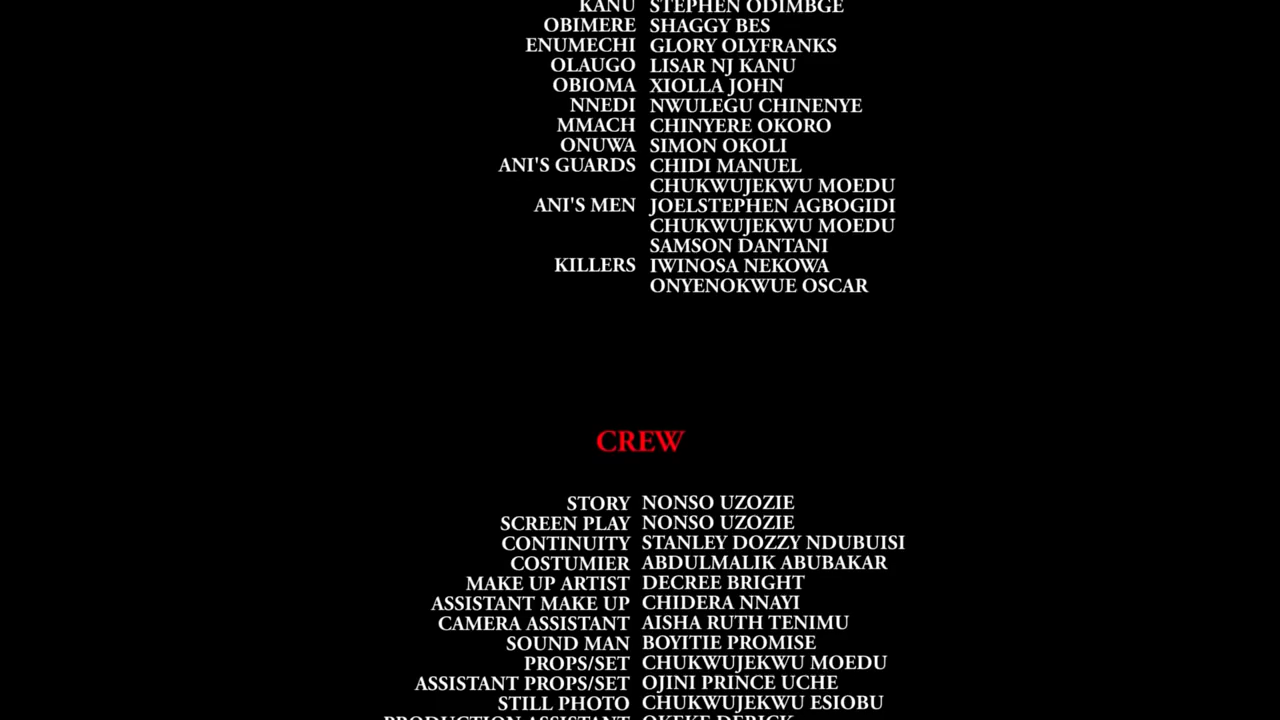 KANU STEPHEN ODIMBGE
OBIMERE SHAGGY BES
ENUMECHI GLORY OLYFRANKS
OLAUGO LISAR NJ KANU
OBIOMA XIOLLA JOHN
NNEDI NWULEGU CHINENYE
MMACH CHINYERE OKORO
ONUWA SIMON OKOLI
ANI'S GUARDS CHIDI MANUEL
CHUKWUJEKWU MOEDU
ANI'S MEN JOELSTEPHEN AGBOGIDI
CHUKWUJEKWU MOEDU
SAMSON DANTANI
KILLERS IWINOSA NEKOWA
ONYENOKWUE OSCAR
CREW
STORY NONSO UZOZIE
SCREEN PLAY NONSO UZOZIE
CONTINUITY STANLEY DOZZY NDUBUISI
COSTUMIER ABDULMALIK ABUBAKAR
MAKE UP ARTIST DECREE BRIGHT
ASSISTANT MAKE UP CHIDERA NNAYI
CAMERA ASSISTANT AISHA RUTH TENIMU
SOUND MAN BOYITIE PROMISE
PROPS/SET CHUKWUJEKWU MOEDU
ASSISTANT PROPS/SET OJINI PRINCE UCHE
STILL PHOTO CHUKWUJEKWU ESIOBU
PRODUCTION ASSISTANT OKEKE DERICK